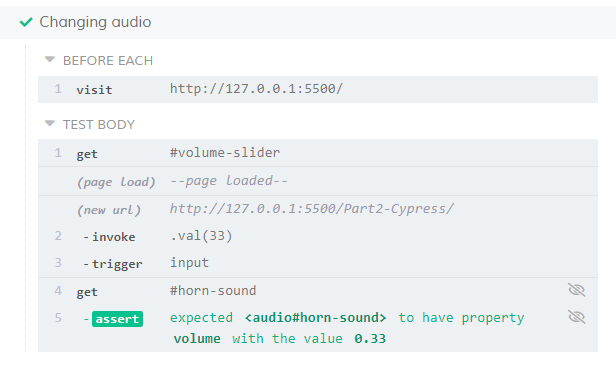 Changing audio
BEFORE EACH
1 visit http://127.0.0.1:5500/
TEST BODY
1 get #volume-slider
(page load) --page loaded--
(new url) http://127.0.0.1:5500/Part2-Cypress/
2 -invoke .val(33)
3 -trigger input
4 get #horn-sound
5 -assert expected <audio#horn-sound> to have property
volume with the value 0.33